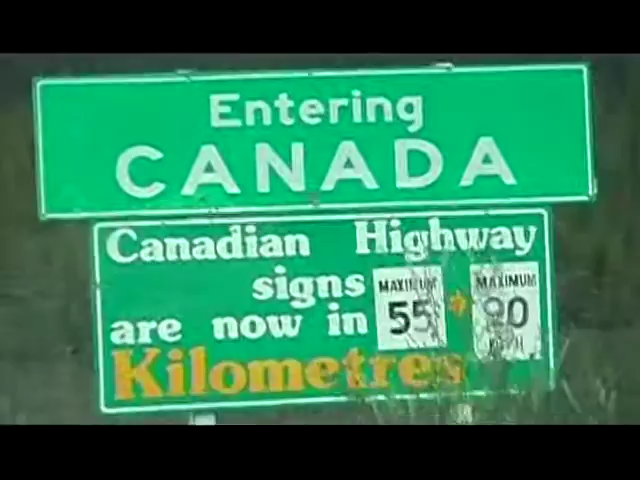 Entering
CANADA
Canadian Highway
signs
are now in
Kilometres
MAXIMUM
55
MAXIMUM
90